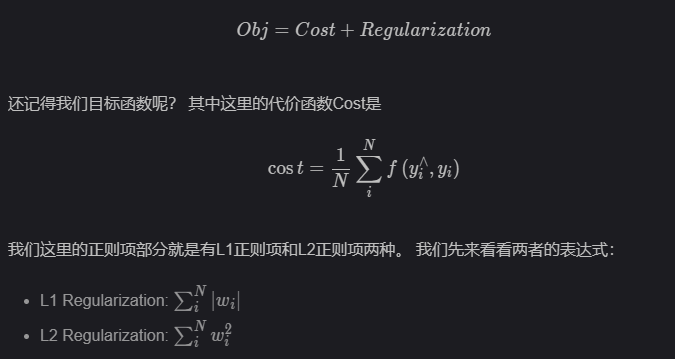 Obj = Cost + Regularization
还记得我们目标函数呢? 其中这里的代价函数Cost是
cos t = \frac{1}{N} \sum_{i}^{N} f (y_i^{\wedge}, y_i)
我们这里的正则项部分就是有L1正则项和L2正则项两种。 我们先来看看两者的表达式：
• L1 Regularization: \sum_{i}^{N} |w_i|
• L2 Regularization: \sum_{i}^{N} w_i^2